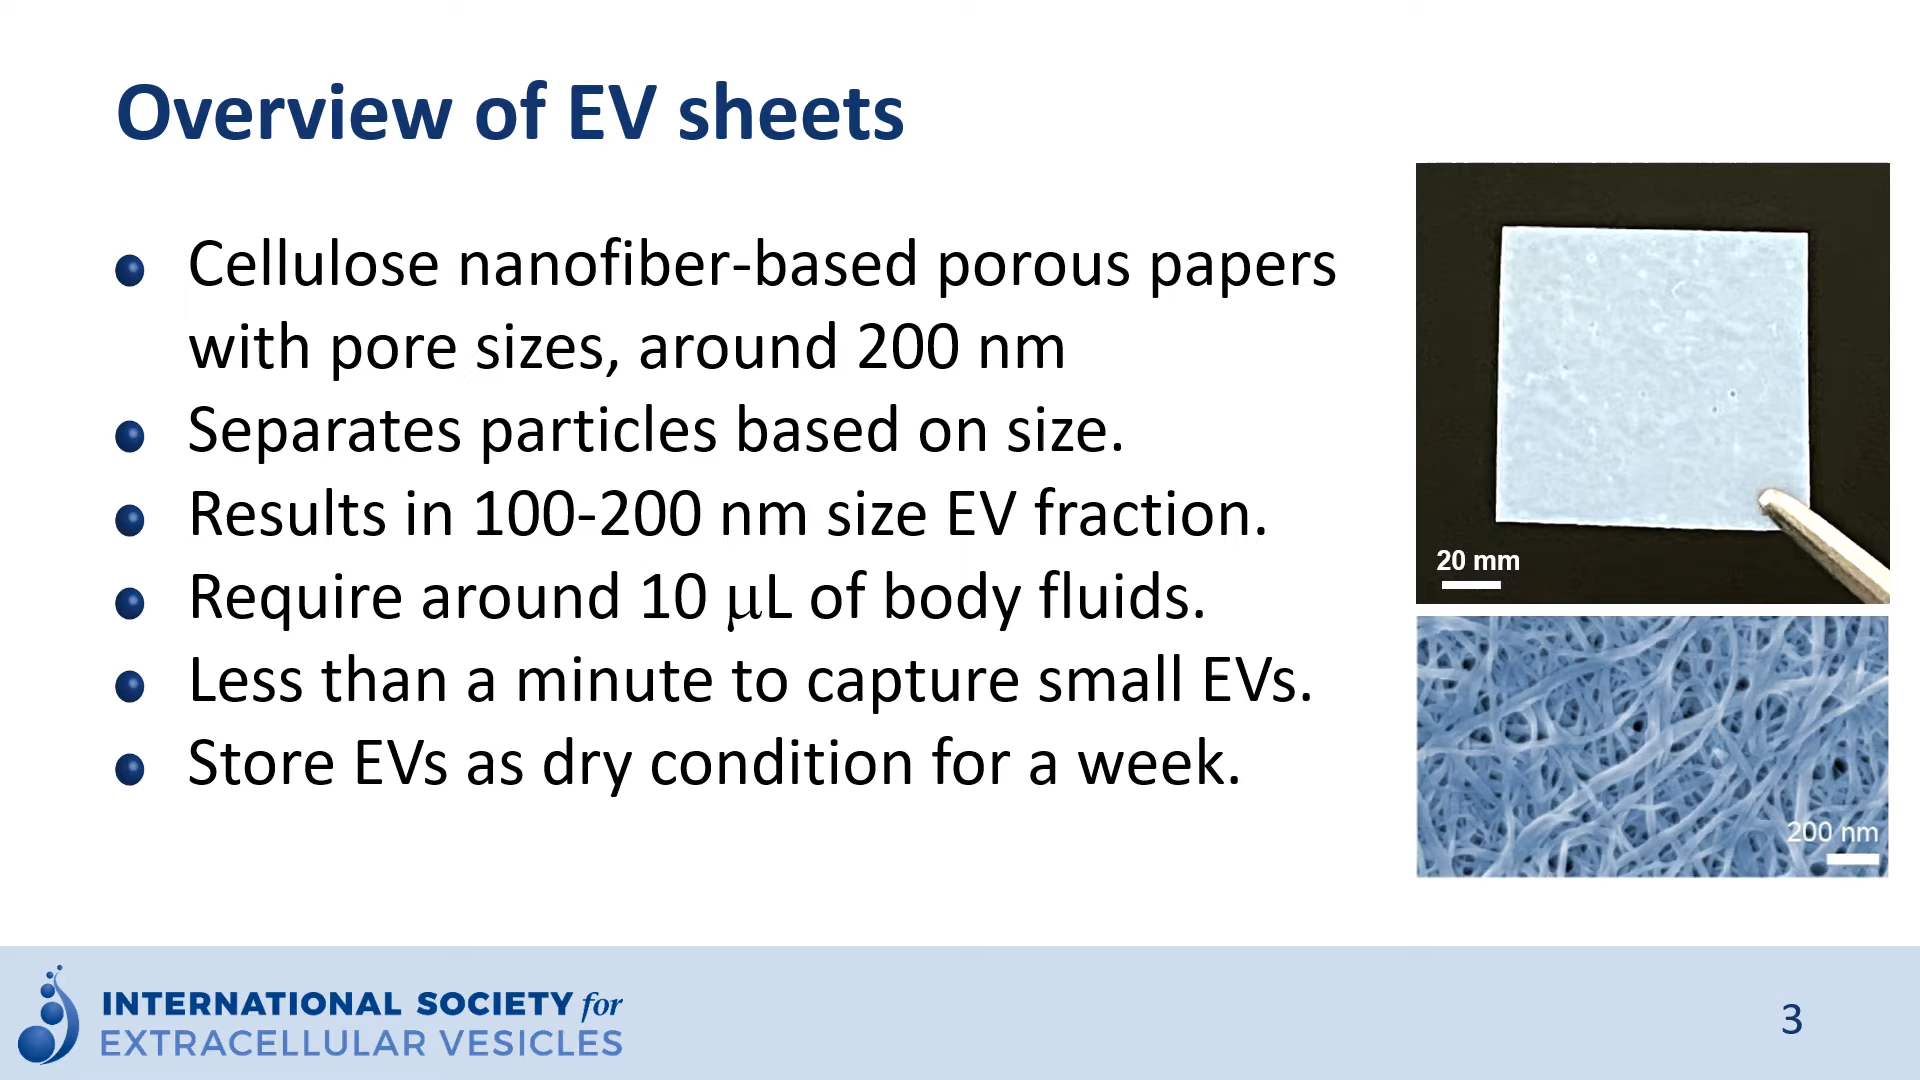 Overview of EV sheets
Cellulose nanofiber-based porous papers
with pore sizes, around 200 nm
Separates particles based on size.
Results in 100-200 nm size EV fraction.
Require around 10 μL of body fluids.
Less than a minute to capture small EVs.
Store EVs as dry condition for a week.
20 mm
200 nm
INTERNATIONAL SOCIETY for
EXTRACELLULAR VESICLES
3